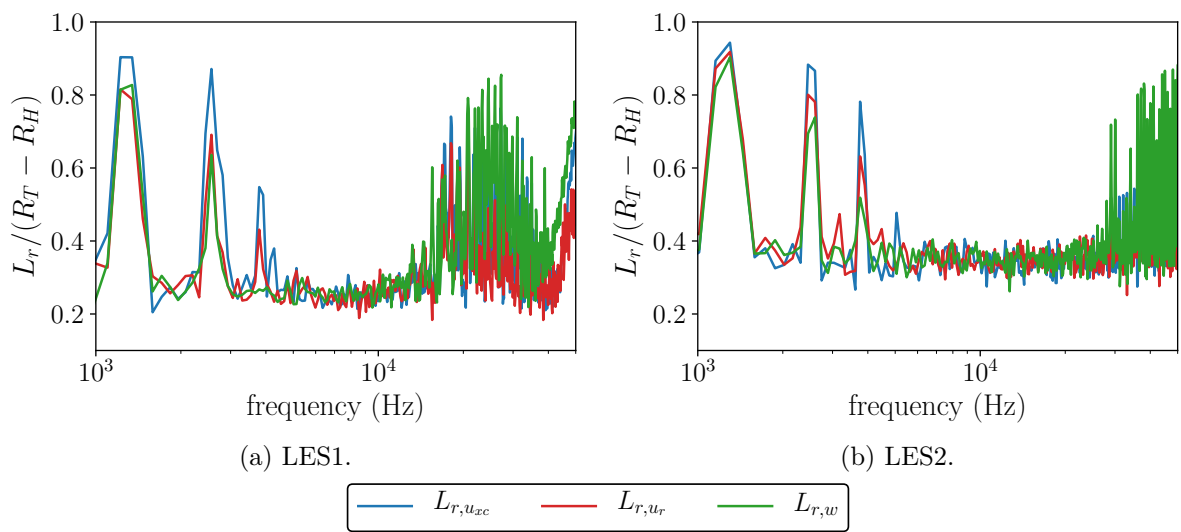 1.0
0.8
0.6
0.4
0.2
L_r/(R_T − R_H)
10^3
10^4
frequency (Hz)
(a) LES1.
1.0
0.8
0.6
0.4
0.2
L_r/(R_T − R_H)
10^3
10^4
frequency (Hz)
(b) LES2.
L_{r,u_{xc}} L_{r,u_r} L_{r,w}